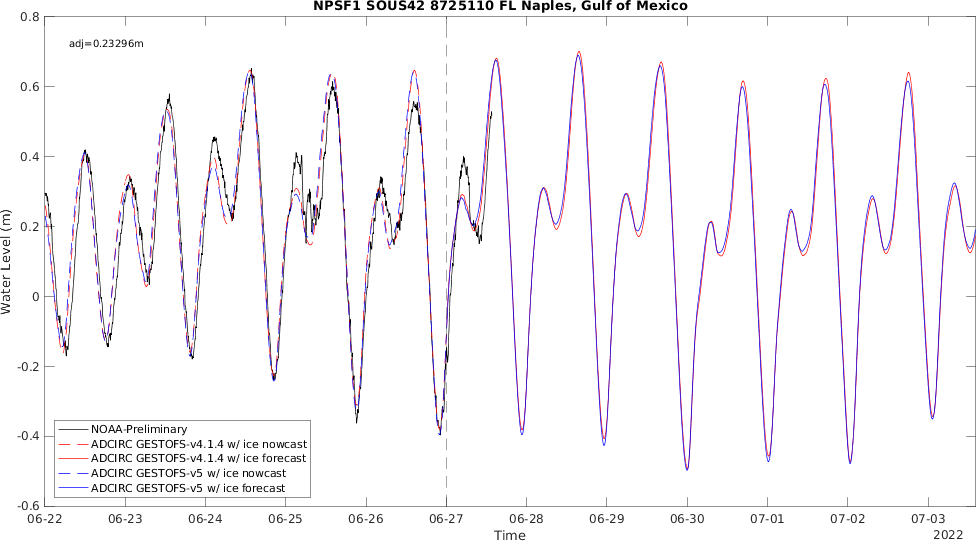 NPSF1 SOUS42 8725110 FL Naples, Gulf of Mexico
adj=0.23296m
0.8
0.6
0.4
0.2
0
-0.2
-0.4
-0.6
Water Level (m)
NOAA-Preliminary
ADCIRC GESTOFS-v4.1.4 w/ ice nowcast
ADCIRC GESTOFS-v4.1.4 w/ ice forecast
ADCIRC GESTOFS-v5 w/ ice nowcast
ADCIRC GESTOFS-v5 w/ ice forecast
06-22 06-23 06-24 06-25 06-26 06-27 06-28 06-29 06-30 07-01 07-02 07-03
Time
2022